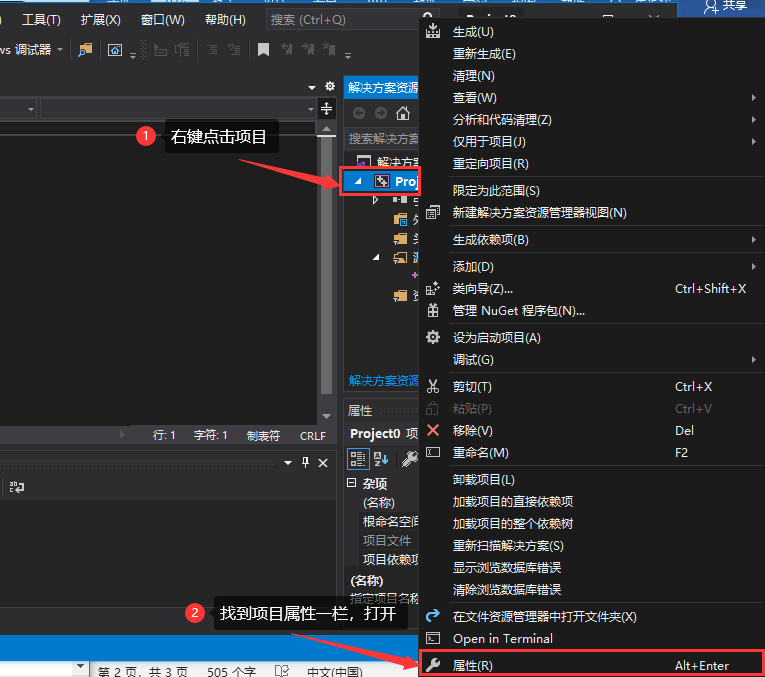 工具(T) 扩展(X) 窗口(W) 帮助(H) 搜索 (Ctrl+Q)
共享
ws 调试器
解决方案资源
1 右键点击项目
搜索解决方案
解决方案
Proj
解决方案资源
属性
Project0 项
行: 1 字符: 1 制表符 CRLF
杂项
(名称)
根命名空间
项目文件
项目依赖项
(名称)
指定项目名称
2 找到项目属性一栏，打开
第 2 页，共 3 页 505 个字 中文(中国)
生成(U)
重新生成(E)
清理(N)
查看(W)
分析和代码清理(Z)
仅用于项目(J)
重定向项目(R)
限定为此范围(S)
新建解决方案资源管理器视图(N)
生成依赖项(B)
添加(D)
类向导(Z)... Ctrl+Shift+X
管理 NuGet 程序包(N)...
设为启动项目(A)
调试(G)
剪切(T) Ctrl+X
粘贴(P) Ctrl+V
移除(V) Del
重命名(M) F2
卸载项目(L)
加载项目的直接依赖项
加载项目的整个依赖树
重新扫描解决方案(S)
显示浏览数据库错误
清除浏览数据库错误
在文件资源管理器中打开文件夹(X)
Open in Terminal
属性(R) Alt+Enter